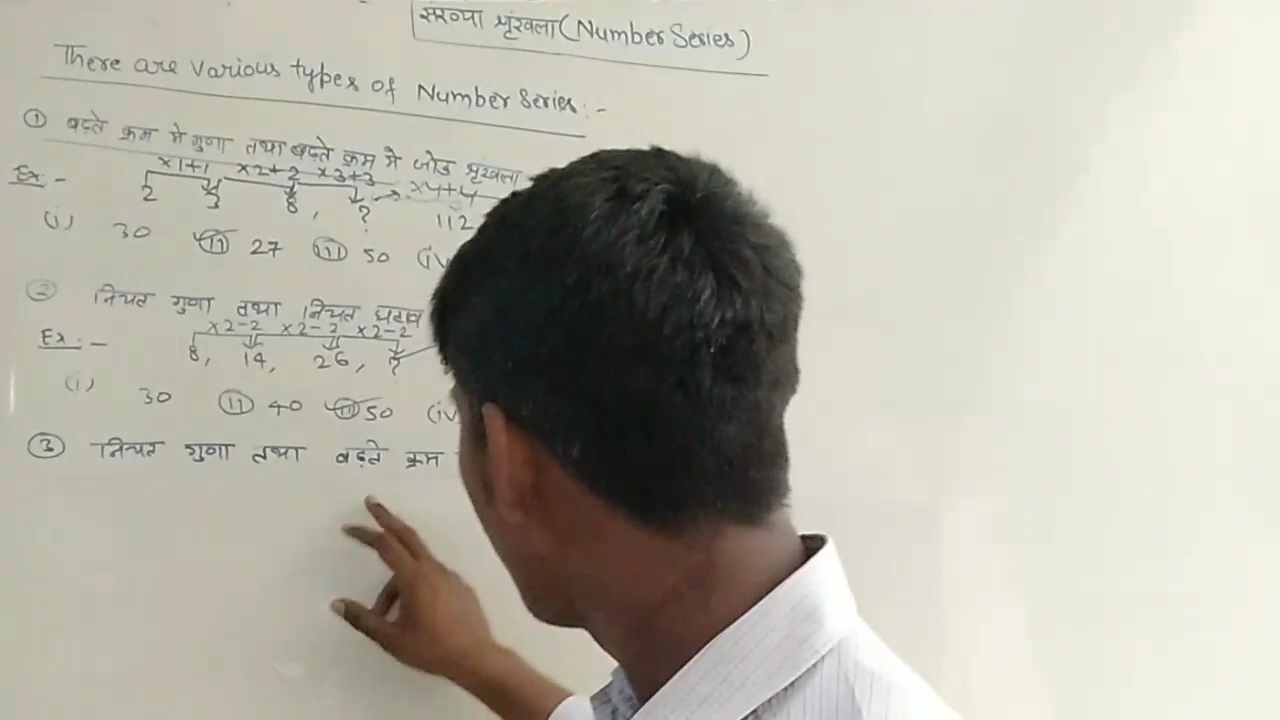 संख्या श्रृंखला (Number Series)
There are various types of Number Series:-
① बढ़ते क्रम मे गुणा तथा बढ़ते क्रम मे जोड श्रृंखला
×1+1 ×2+2 ×3+3 ×4+4
Ex:- 2 3 8, ? 112
(i) 30 (ii) 27 (iii) 50 (iv
② नियत गुणा तथा नियत घटाव
×2-2 ×2-2 ×2-2
Ex:- 8, 14, 26, ?
(i) 30 (ii) 40 (iii) 50 (iv
③ नियत गुणा तथा बढ़ते क्रम